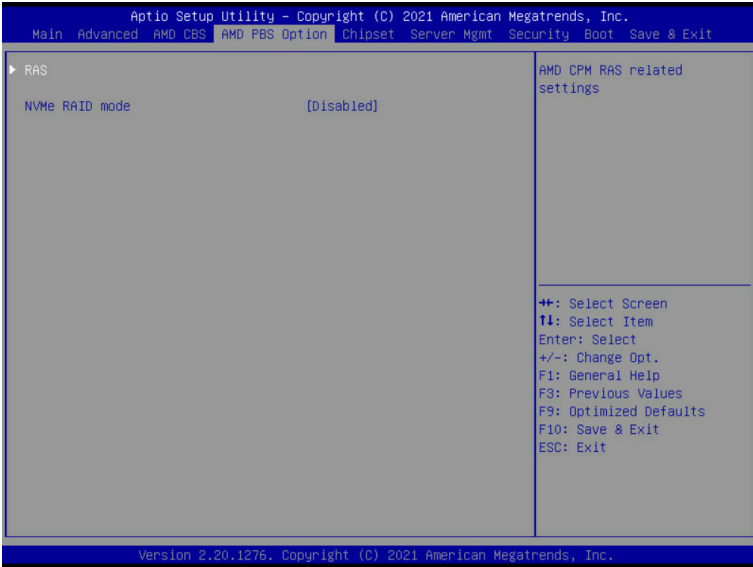 Aptio Setup Utility – Copyright (C) 2021 American Megatrends, Inc.
Main Advanced AMD CBS AMD PBS Option Chipset Server Mgmt Security Boot Save & Exit
RAS
NVMe RAID mode [Disabled]
AMD CPM RAS related
settings
→←: Select Screen
↑↓: Select Item
Enter: Select
+/-: Change Opt.
F1: General Help
F3: Previous Values
F9: Optimized Defaults
F10: Save & Exit
ESC: Exit
Version 2.20.1276. Copyright (C) 2021 American Megatrends, Inc.